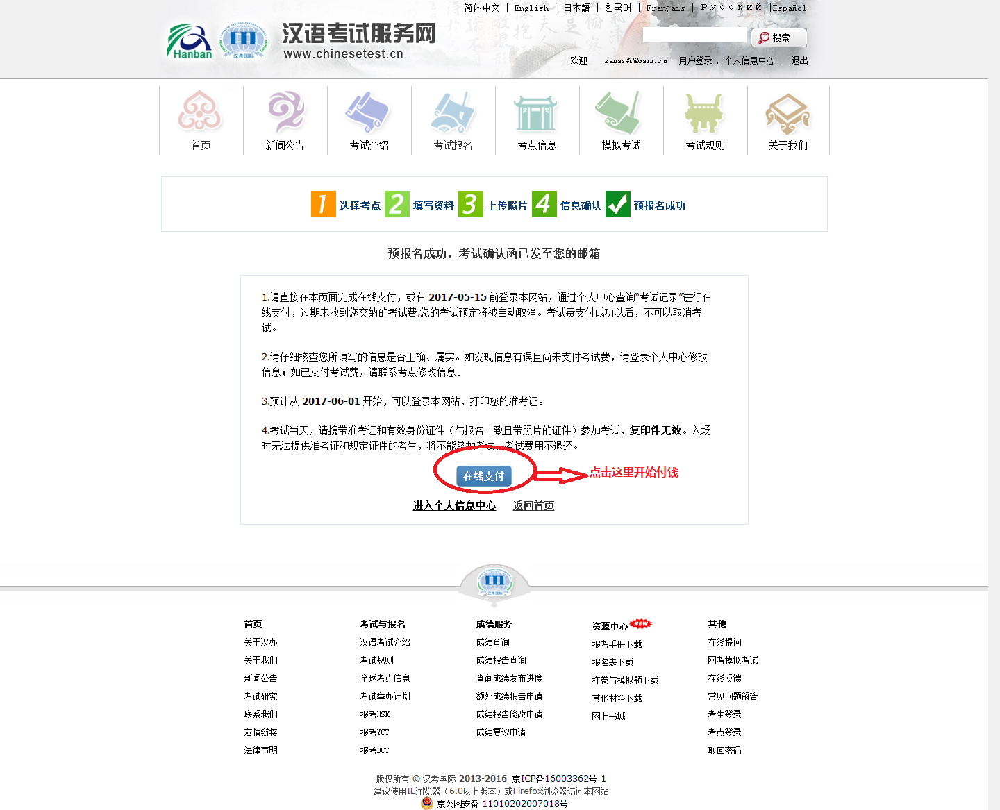 简体中文 | English | 日本語 | 한국어 | Français | Русский |Español
Hanban
汉考国际
汉语考试服务网
www.chinesetest.cn
搜索
欢迎 zanas48@mail.ru 用户登录 , 个人信息中心 退出
首页 新闻公告 考试介绍 考试报名 考点信息 模拟考试 考试规则 关于我们
1 选择考点 2 填写资料 3 上传照片 4 信息确认 预报名成功
预报名成功，考试确认函已发至您的邮箱
1.请直接在本页面完成在线支付，或在 2017-05-15 前登录本网站，通过个人中心查询“考试记录”进行在
线支付，过期未收到您交纳的考试费,您的考试预定将被自动取消。考试费支付成功以后，不可以取消考
试。
2.请仔细核查您所填写的信息是否正确、属实。如发现信息有误且尚未支付考试费，请登录个人中心修改
信息；如已支付考试费，请联系考点修改信息。
3.预计从 2017-06-01 开始，可以登录本网站，打印您的准考证。
4.考试当天，请携带准考证和有效身份证件（与报名一致且带照片的证件）参加考试，复印件无效。入场
时无法提供准考证和规定证件的考生，将不能参加考试，考试费用不退还。
在线支付
点击这里开始付钱
进入个人信息中心 返回首页
汉考国际
首页 考试与报名 成绩服务 资源中心 NEW 其他
关于汉办 汉语考试介绍 成绩查询 报考手册下载 在线提问
关于我们 考试规则 成绩报告查询 报名表下载 网考模拟考试
新闻公告 全球考点信息 查询成绩发布进度 样卷与模拟题下载 在线反馈
考试研究 考试举办计划 额外成绩报告申请 其他材料下载 常见问题解答
联系我们 报考HSK 成绩报告修改申请 网上书城 考生登录
友情链接 报考YCT 成绩复议申请 考点登录
法律声明 报考BCT 取回密码
版权所有 © 汉考国际 2013-2016 京ICP备16003362号-1
建议使用IE浏览器（6.0以上版本）或Firefox浏览器访问本网站
京公网安备 11010202007018号